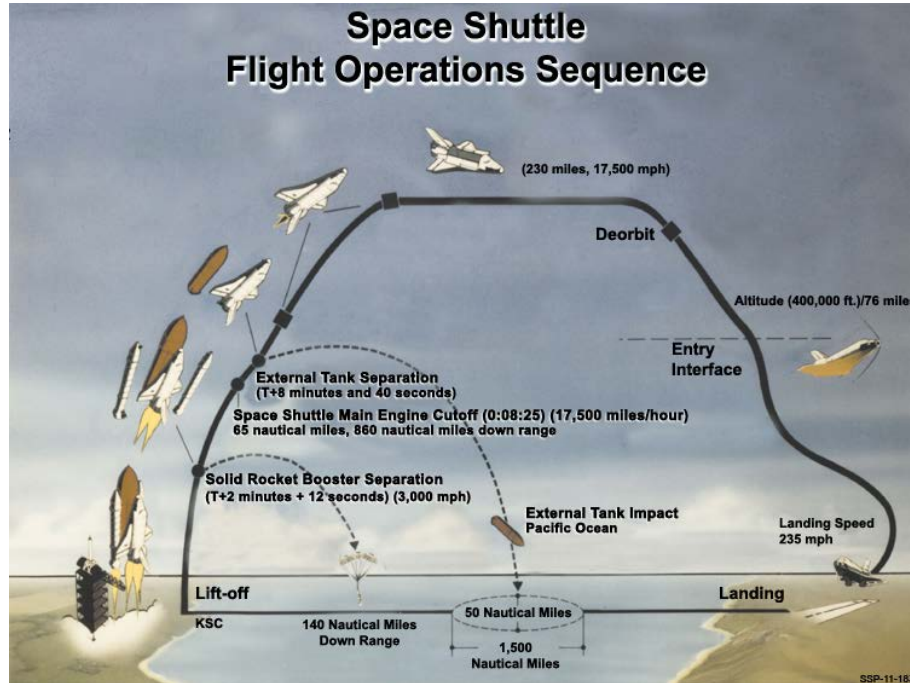 Space Shuttle
Flight Operations Sequence
(230 miles, 17,500 mph)
Deorbit
Altitude (400,000 ft.)/76 mile
Entry
Interface
External Tank Separation
(T+8 minutes and 40 seconds)
Space Shuttle Main Engine Cutoff (0:08:25) (17,500 miles/hour)
65 nautical miles, 860 nautical miles down range
Solid Rocket Booster Separation
(T+2 minutes + 12 seconds) (3,000 mph)
External Tank Impact
Pacific Ocean
Landing Speed
235 mph
Lift-off
Landing
KSC
140 Nautical Miles
Down Range
50 Nautical Miles
1,500
Nautical Miles
SSP-11-18